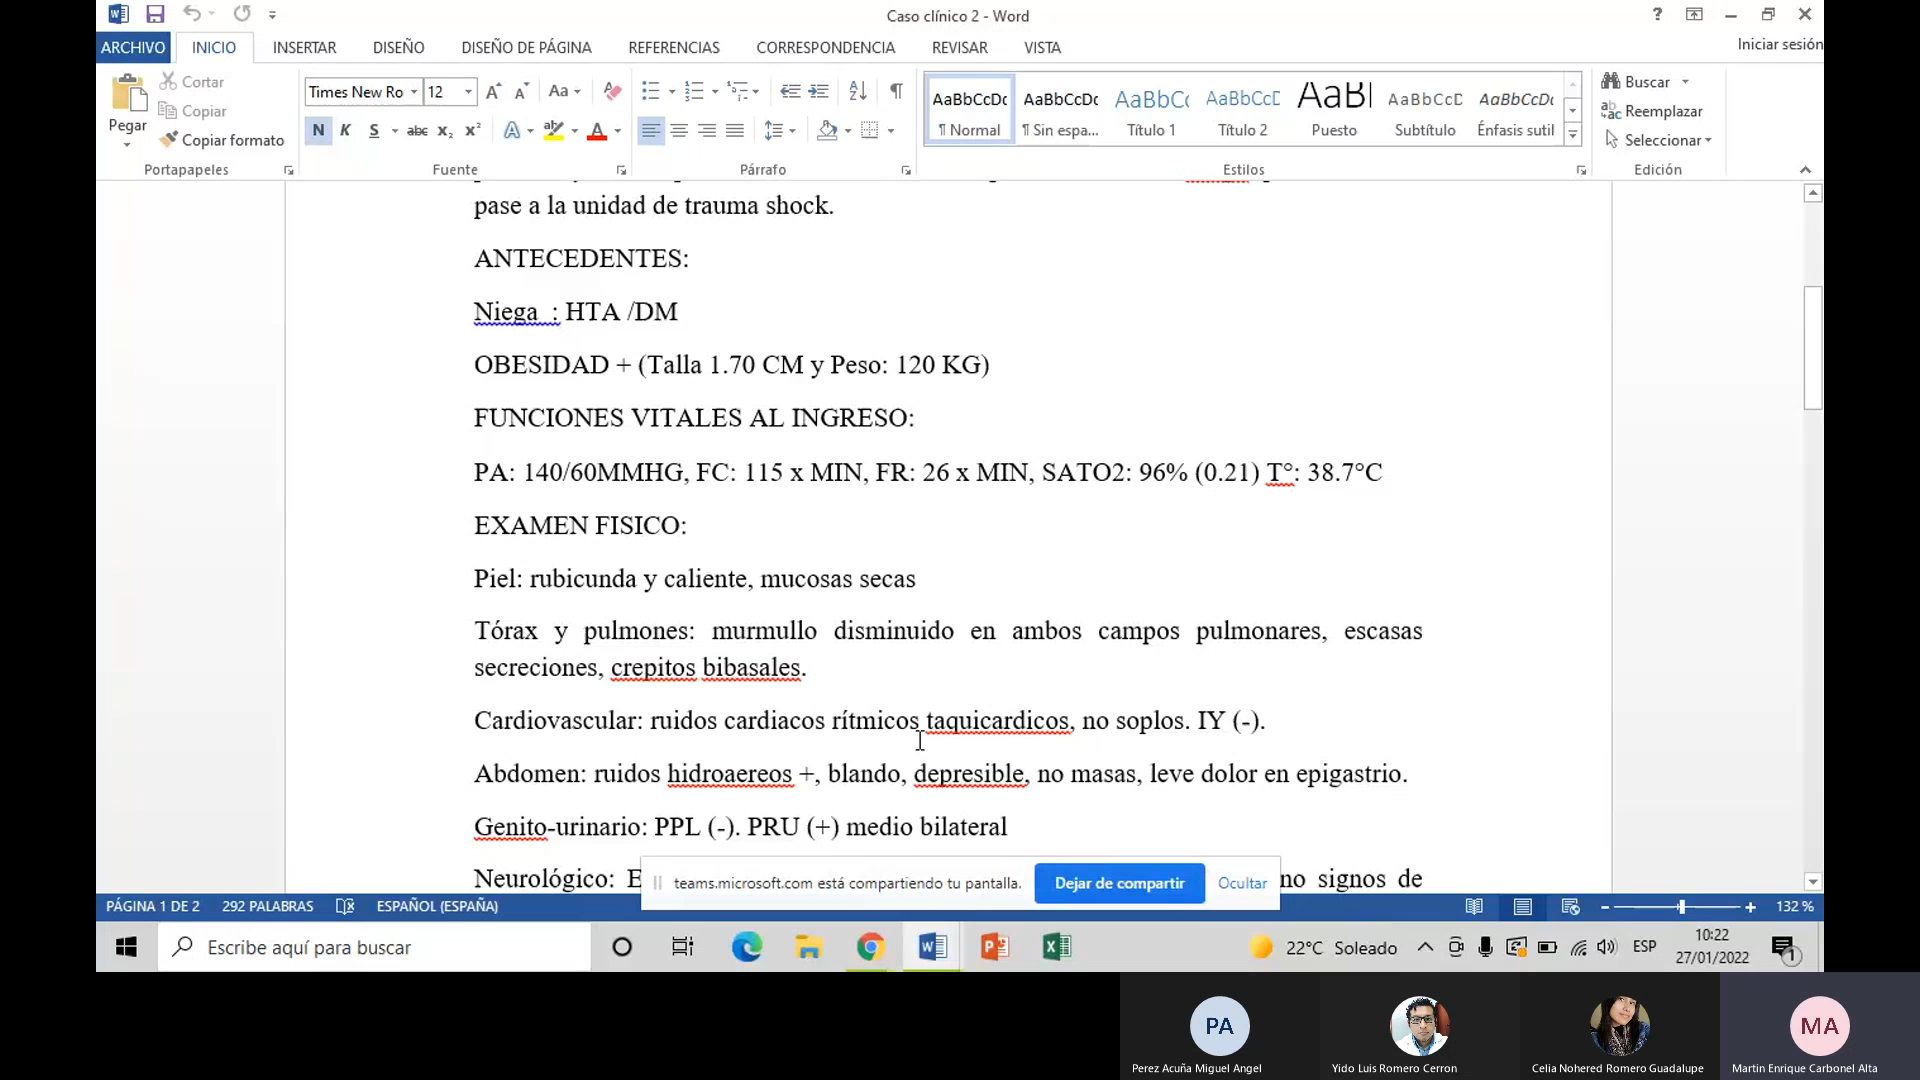 Caso clínico 2 - Word
?
ARCHIVO INICIO INSERTAR DISEÑO DISEÑO DE PÁGINA REFERENCIAS CORRESPONDENCIA REVISAR VISTA Iniciar sesión
Pegar
Cortar
Copiar
Copiar formato
Portapapeles
Times New Ro 12
N K S abc x₂ x²
Fuente
Párrafo
AaBbCcDc AaBbCcDc AaBbCc AaBbCcD AaBl AaBbCcD AaBbCcDc
¶ Normal ¶ Sin espa... Título 1 Título 2 Puesto Subtítulo Énfasis sutil
Estilos
Buscar
Reemplazar
Seleccionar
Edición
pase a la unidad de trauma shock.
ANTECEDENTES:
Niega : HTA /DM
OBESIDAD + (Talla 1.70 CM y Peso: 120 KG)
FUNCIONES VITALES AL INGRESO:
PA: 140/60MMHG, FC: 115 x MIN, FR: 26 x MIN, SATO2: 96% (0.21) T°: 38.7°C
EXAMEN FISICO:
Piel: rubicunda y caliente, mucosas secas
Tórax y pulmones: murmullo disminuido en ambos campos pulmonares, escasas
secreciones, crepitos bibasales.
Cardiovascular: ruidos cardiacos rítmicos taquicardicos, no soplos. IY (-).
Abdomen: ruidos hidroaereos +, blando, depresible, no masas, leve dolor en epigastrio.
Genito-urinario: PPL (-). PRU (+) medio bilateral
Neurológico: E no signos de
teams.microsoft.com está compartiendo tu pantalla. Dejar de compartir Ocultar
PÁGINA 1 DE 2 292 PALABRAS ESPAÑOL (ESPAÑA) 132 %
Escribe aquí para buscar
22°C Soleado ESP
10:22
27/01/2022
1
PA
MA
Perez Acuña Miguel Angel
Yido Luis Romero Cerron
Celia Nohered Romero Guadalupe
Martin Enrique Carbonel Alta